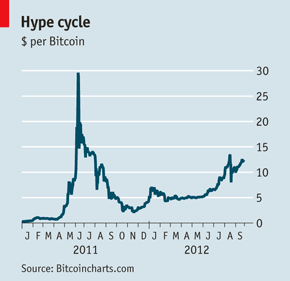 Hype cycle
$ per Bitcoin
30
25
20
15
10
5
0
J F M A M J J A S O N D J F M A M J J A S
2011 2012
Source: Bitcoincharts.com